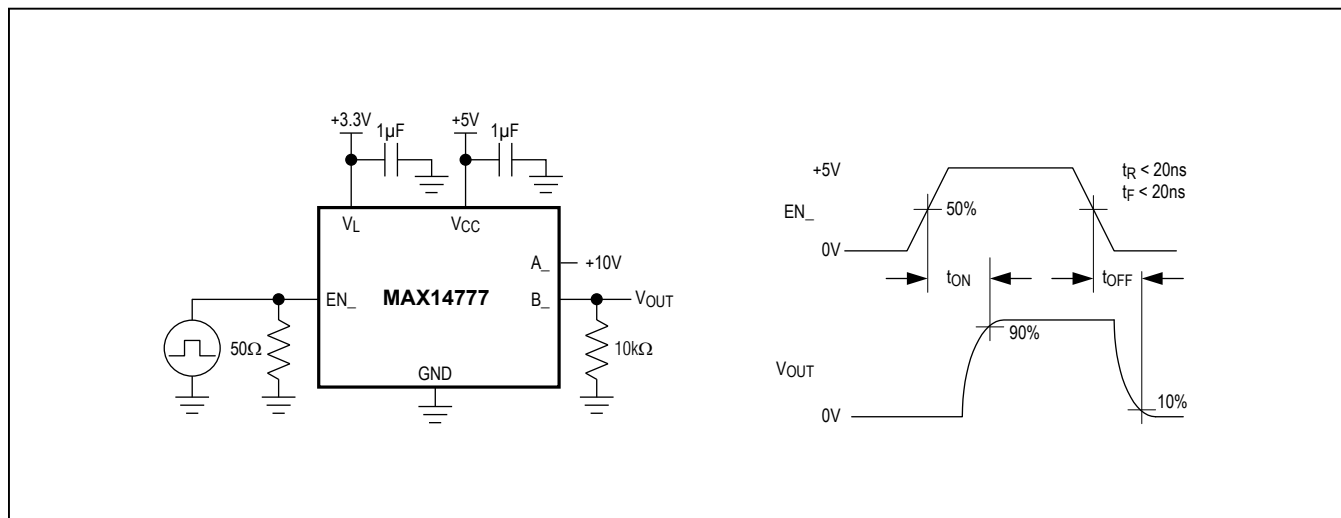 +3.3V
1µF
+5V
1µF
VL
VCC
A_
+10V
EN_
MAX14777
B_
VOUT
50Ω
10kΩ
GND
+5V
tR < 20ns
tF < 20ns
EN_
50%
0V
tON
tOFF
90%
VOUT
10%
0V